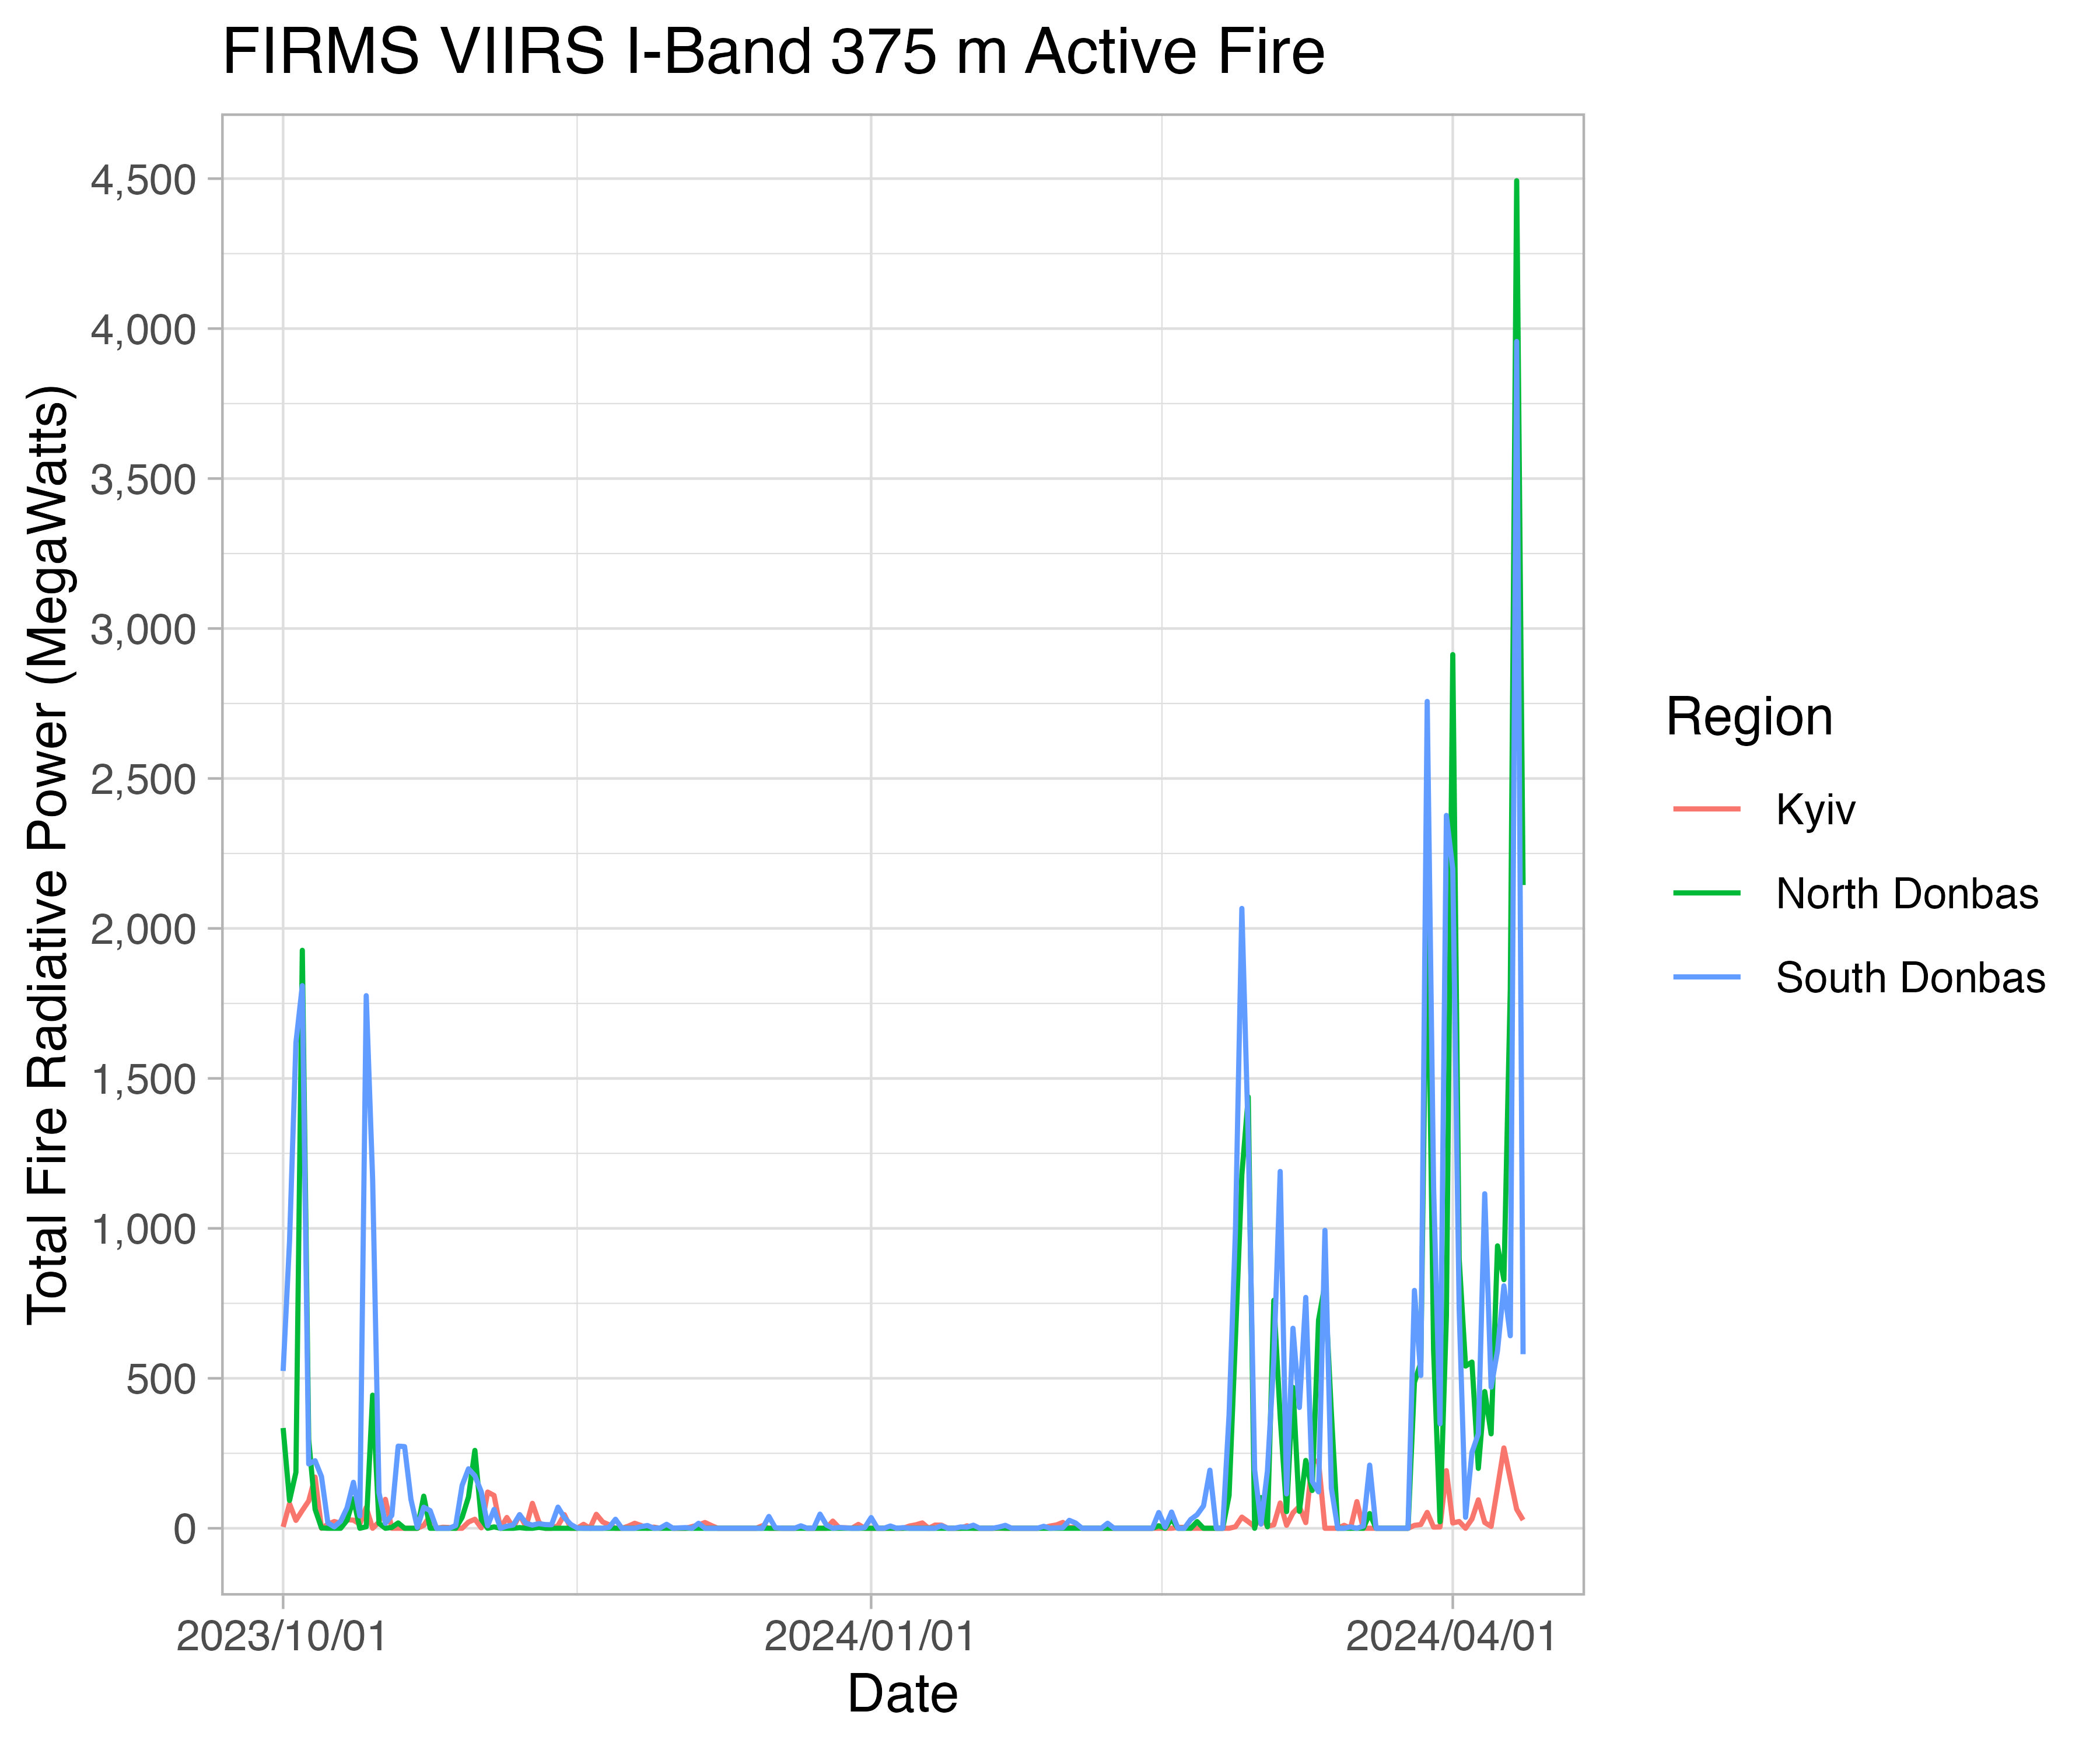 FIRMS VIIRS I-Band 375 m Active Fire
Total Fire Radiative Power (MegaWatts)
4,500
4,000
3,500
3,000
2,500
2,000
1,500
1,000
500
0
2023/10/01
2024/01/01
2024/04/01
Date
Region
Kyiv
North Donbas
South Donbas